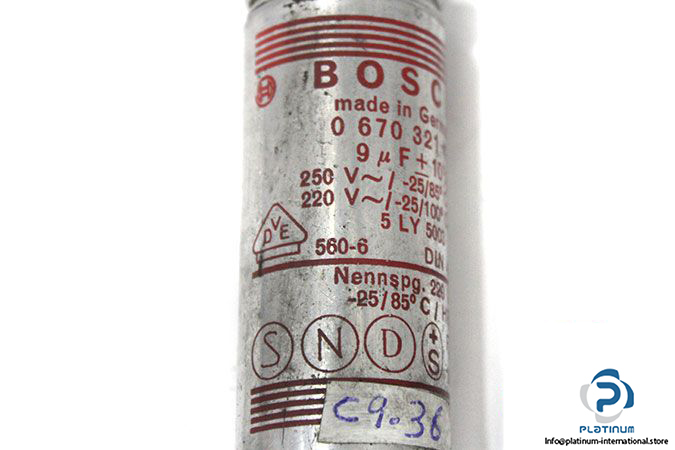 BOSC
made in Ger
0 670 321
9 µF ± 10
250 V~/-25/85°
220 V~/-25/100°
5 LY 500
VDE
560-6
DIN
Nennspg. 22
-25/85° C / H
S N D +S
C9.36
P
PLATINUM
Info@platinum-international.store